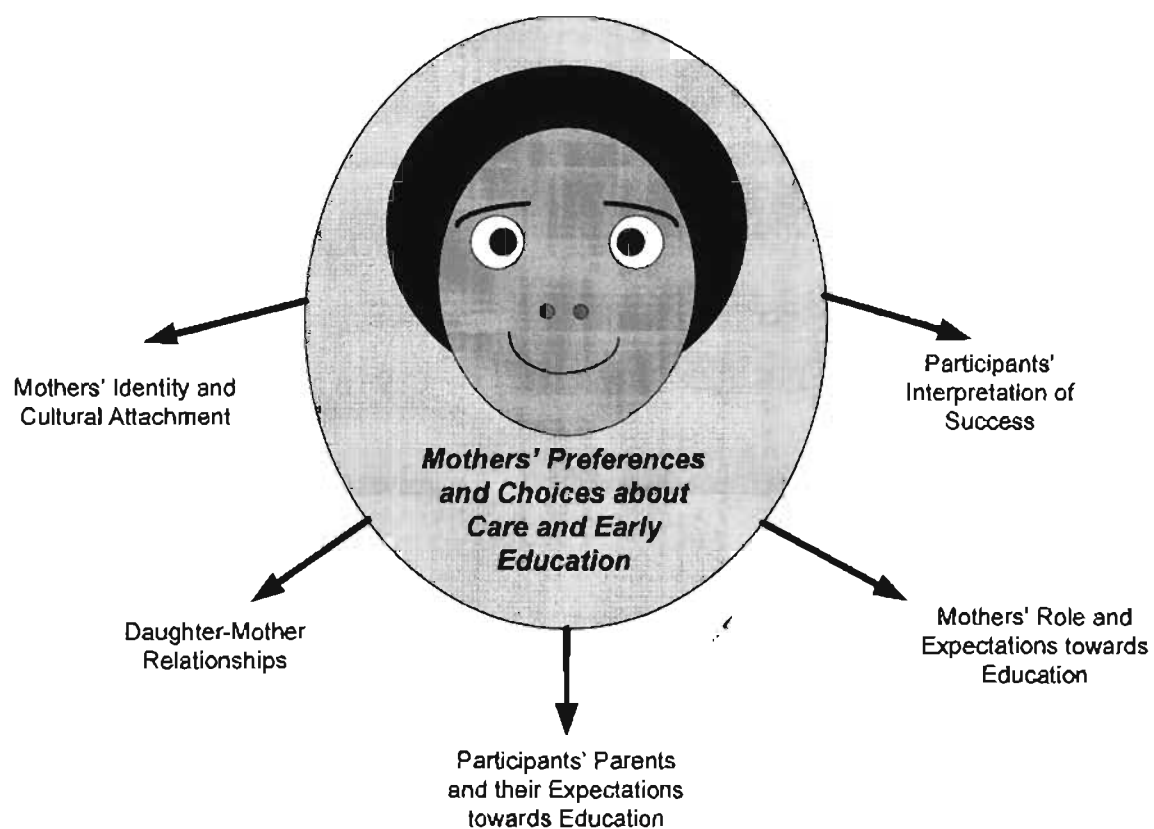 Mothers' Identity and
Cultural Attachment
Participants'
Interpretation of
Success
Mothers' Preferences
and Choices about
Care and Early
Education
Daughter-Mother
Relationships
Mothers' Role and
Expectations towards
Education
Participants' Parents
and their Expectations
towards Education